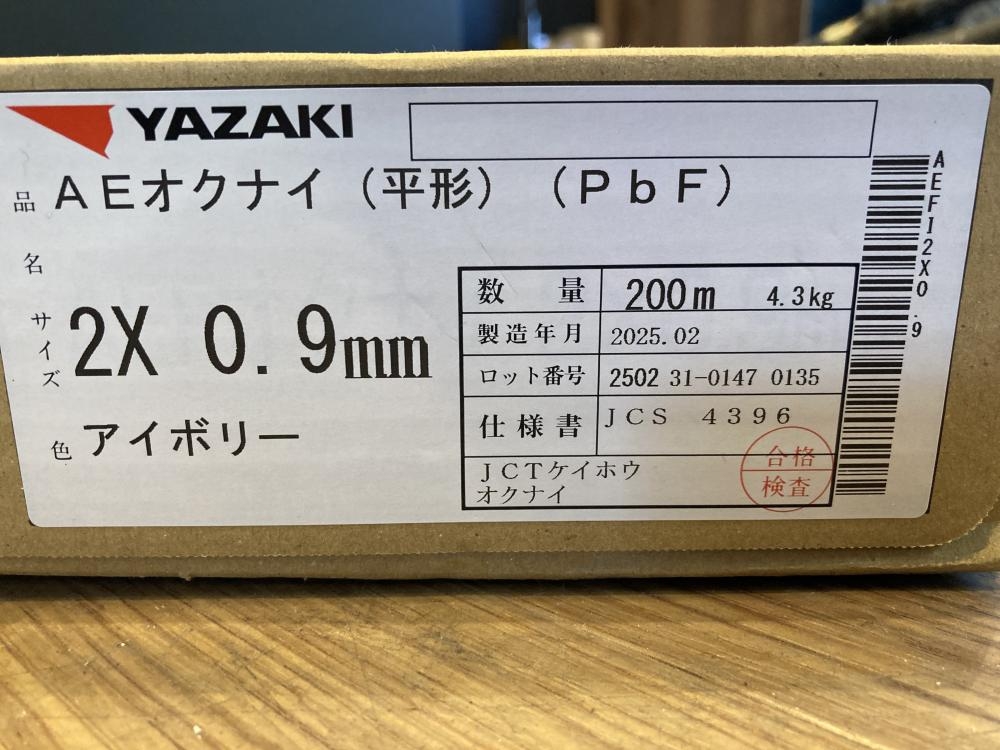 YAZAKI
品名 AEオクナイ（平形）（PbF）
サイズ 2X 0.9mm
色 アイボリー
数量 200m 4.3kg
製造年月 2025.02
ロット番号 2502 31-0147 0135
仕様書 JCS 4396
JCTケイホウ
オクナイ
合格
検査
AEFI2X0.9